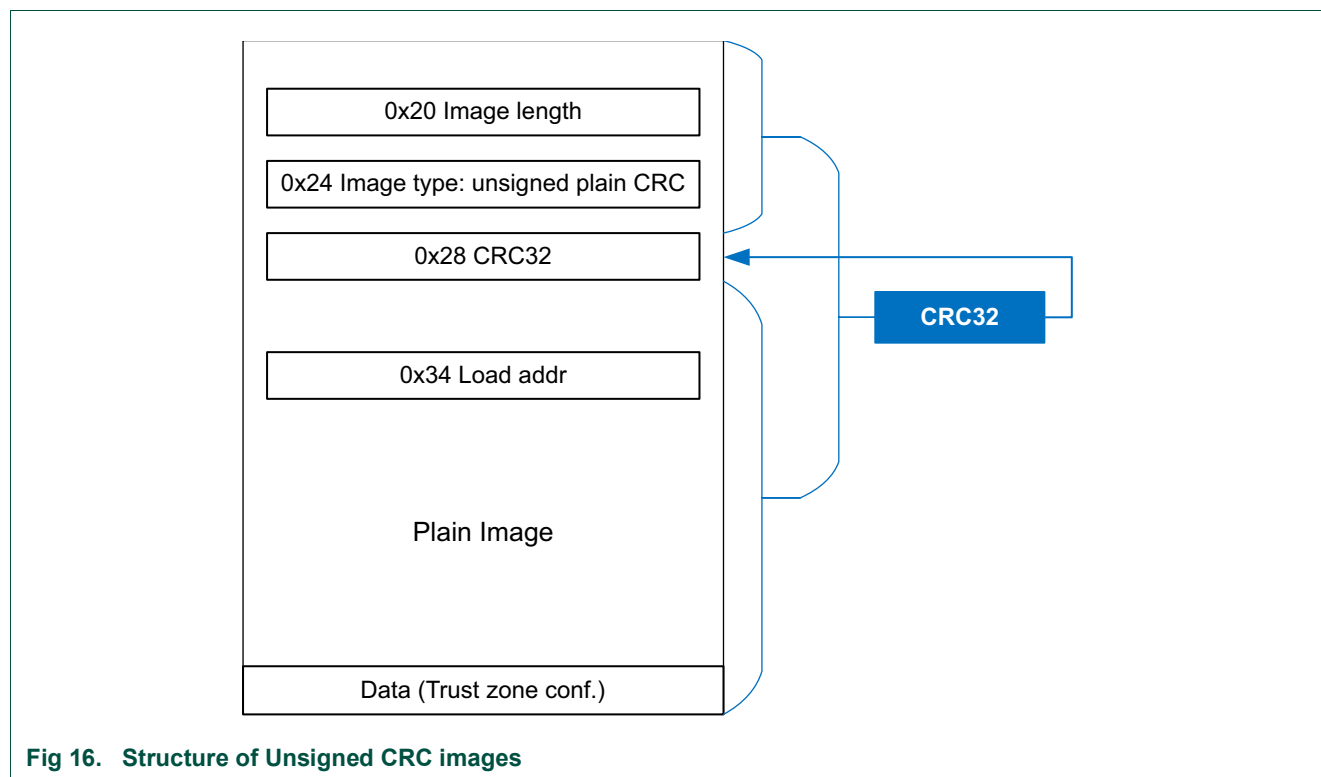 0x20 Image length
0x24 Image type: unsigned plain CRC
0x28 CRC32
CRC32
0x34 Load addr
Plain Image
Data (Trust zone conf.)
Fig 16. Structure of Unsigned CRC images